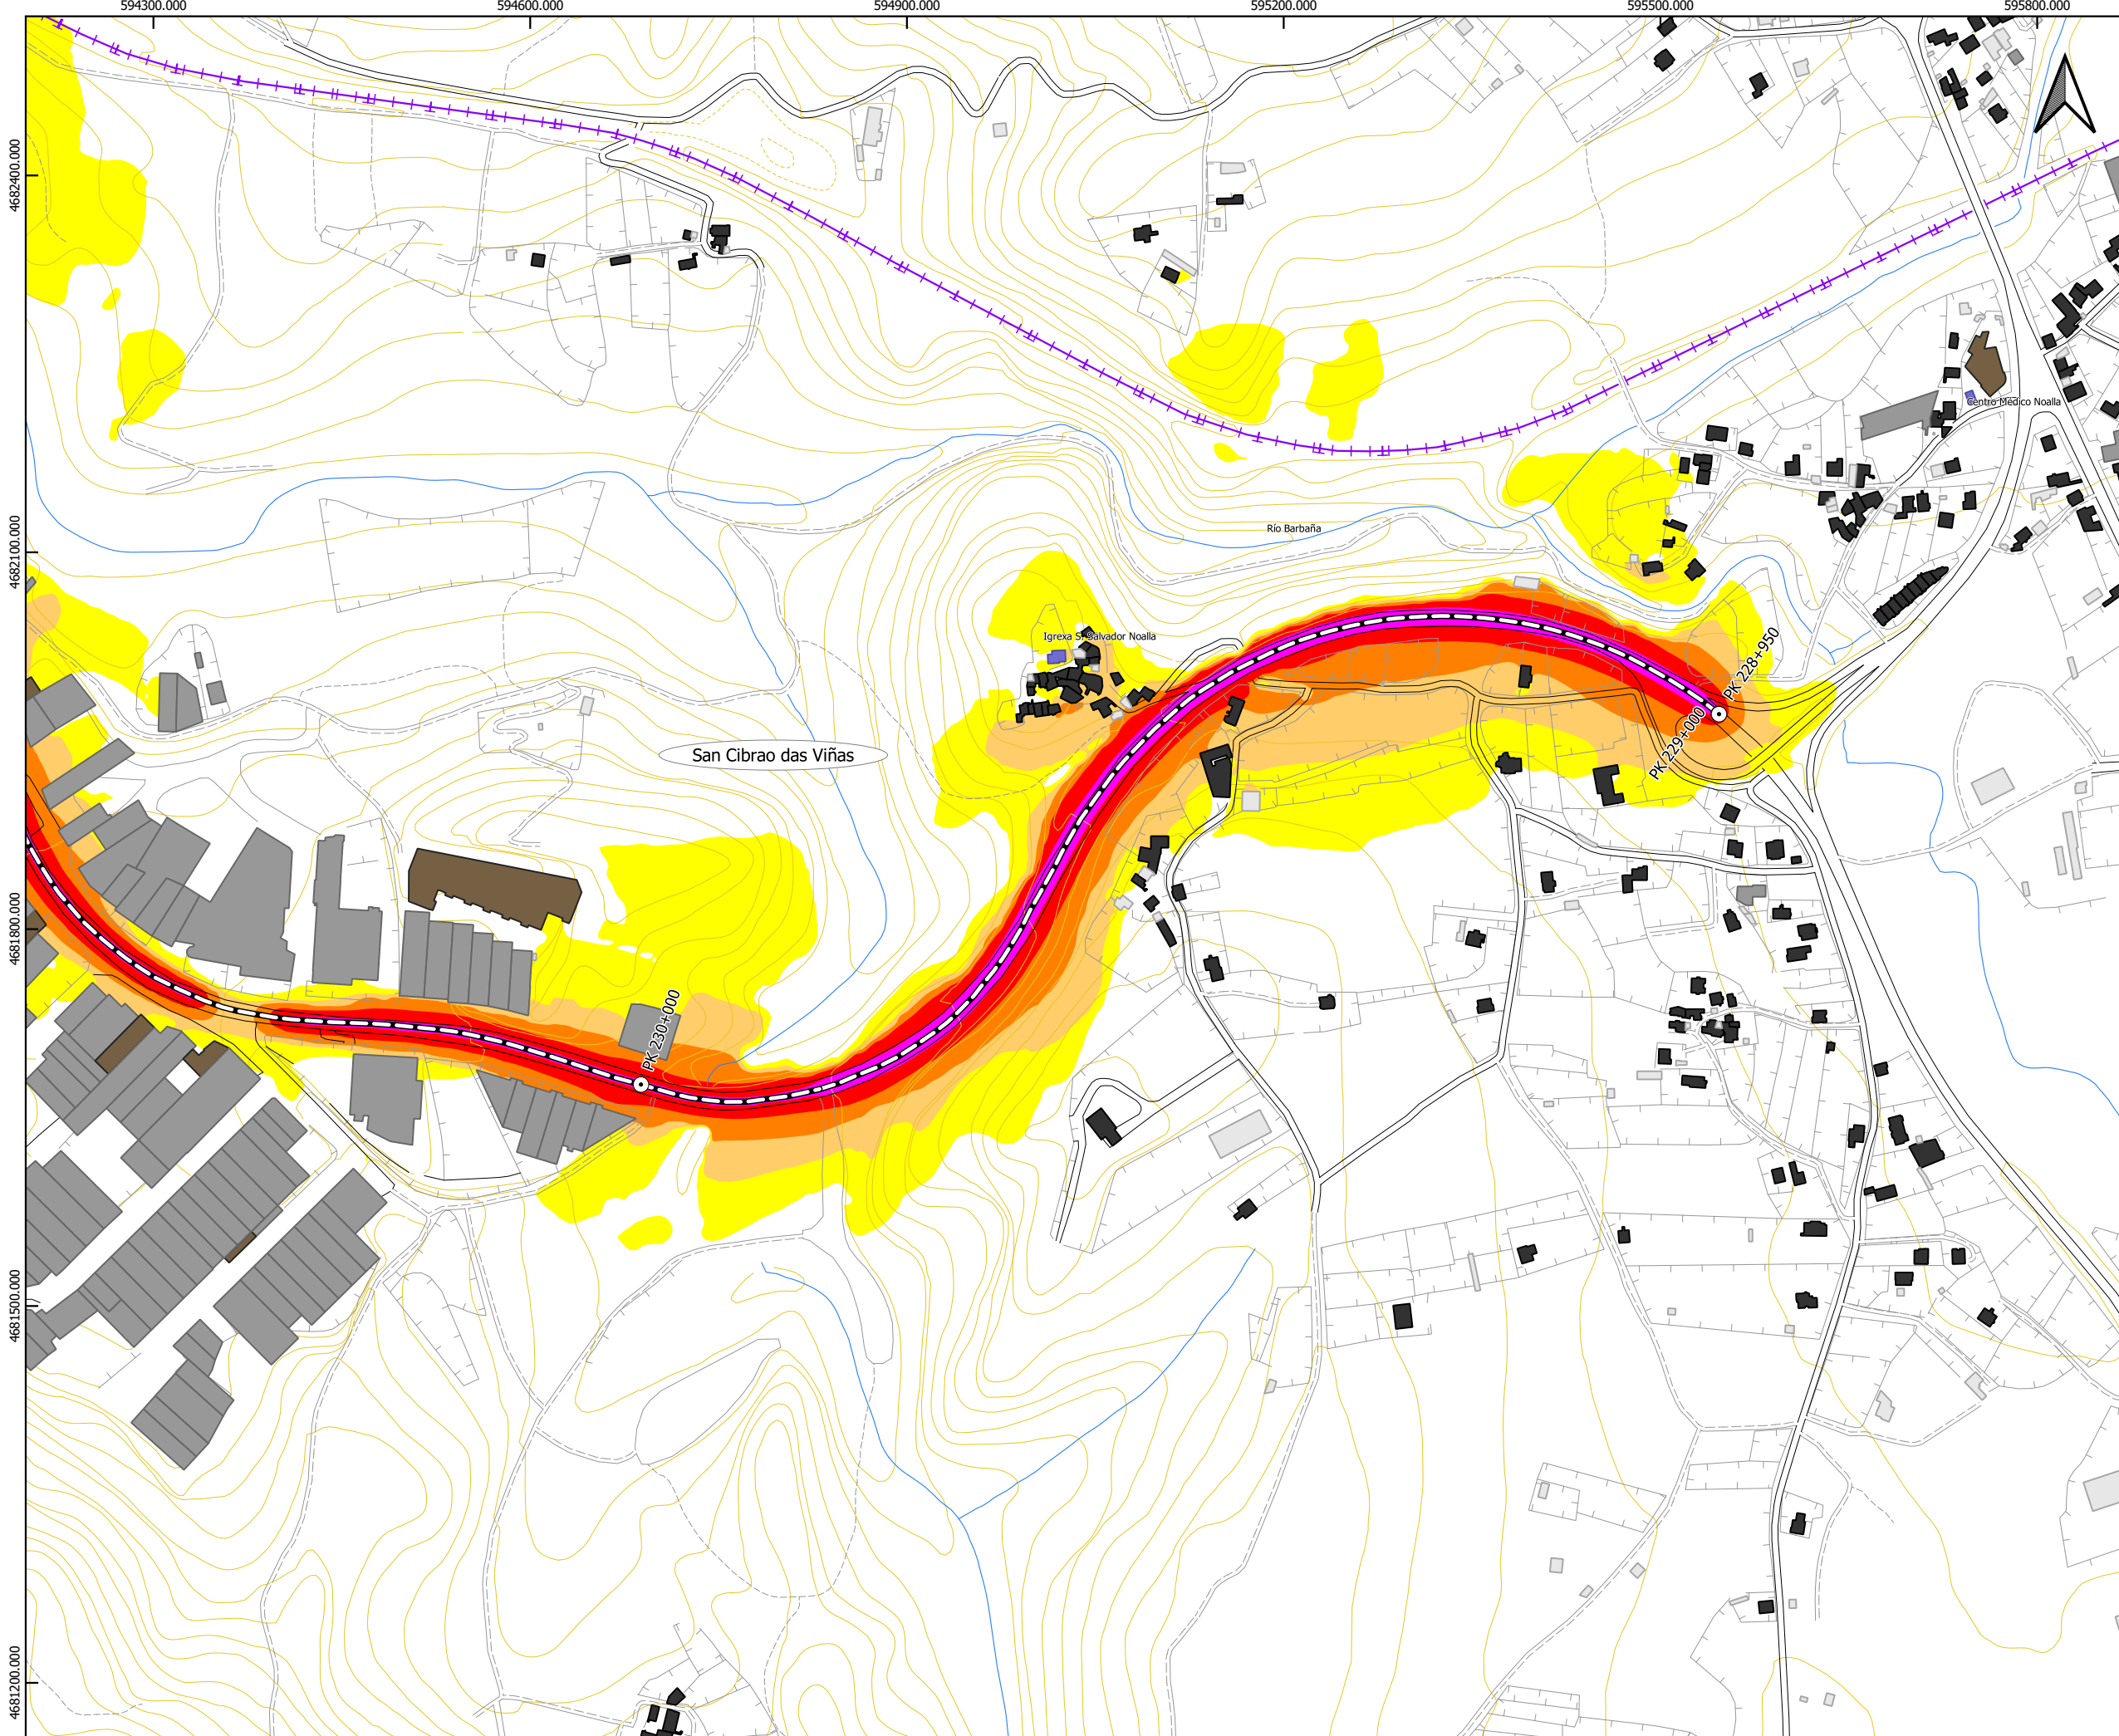 594300.000
594600.000
594900.000
595200.000
595500.000
595800.000
4682400.000
Centro Médico Noalla
4682100.000
Río Barbaña
Igrexa S. Salvador Noalla
PK 228+950
PK 229+000
San Cibrao das Viñas
4681800.000
PK 230+000
4681500.000
4681200.000